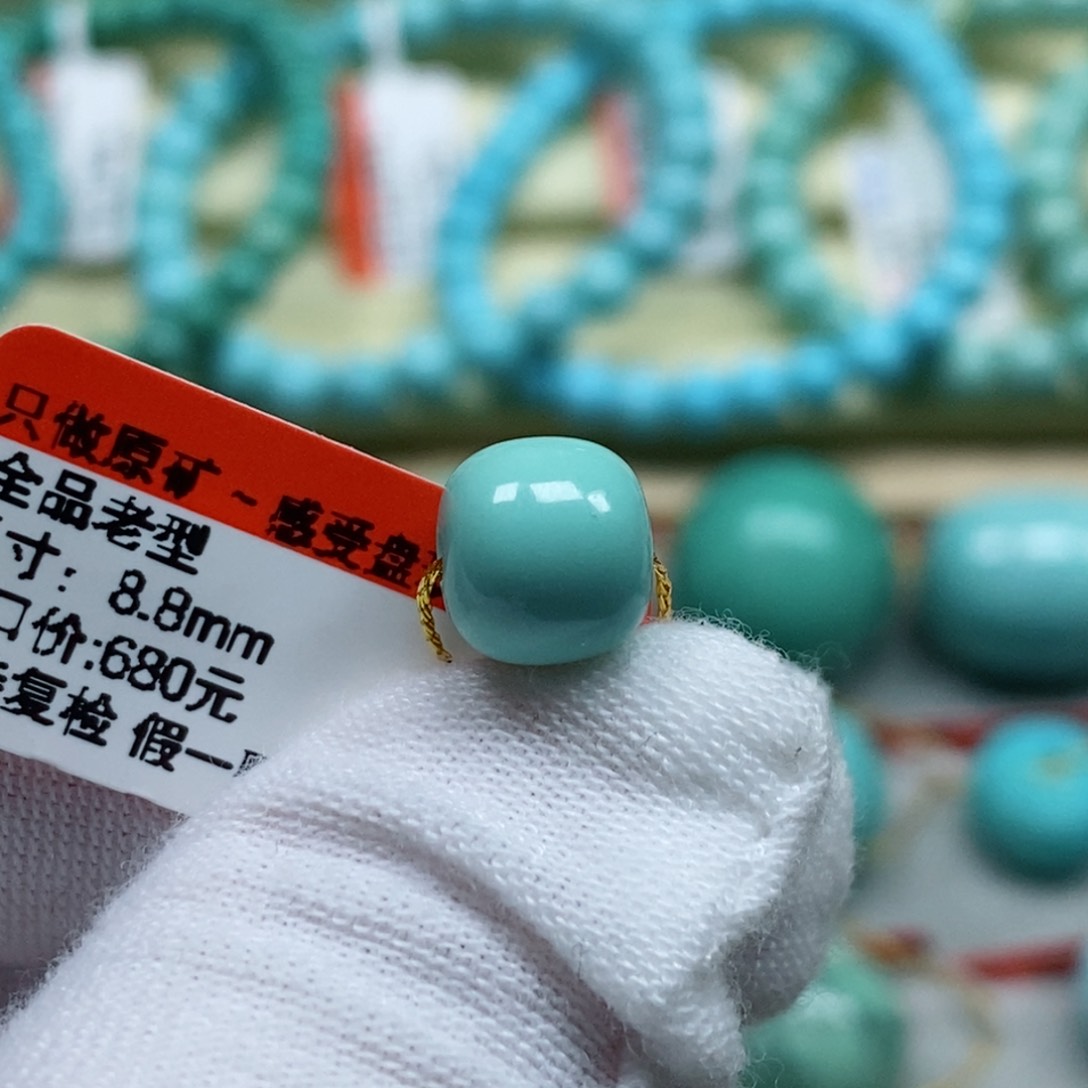 只做原矿～感受盘
全品老型
寸：8.8mm
口价:680元
复检 假一